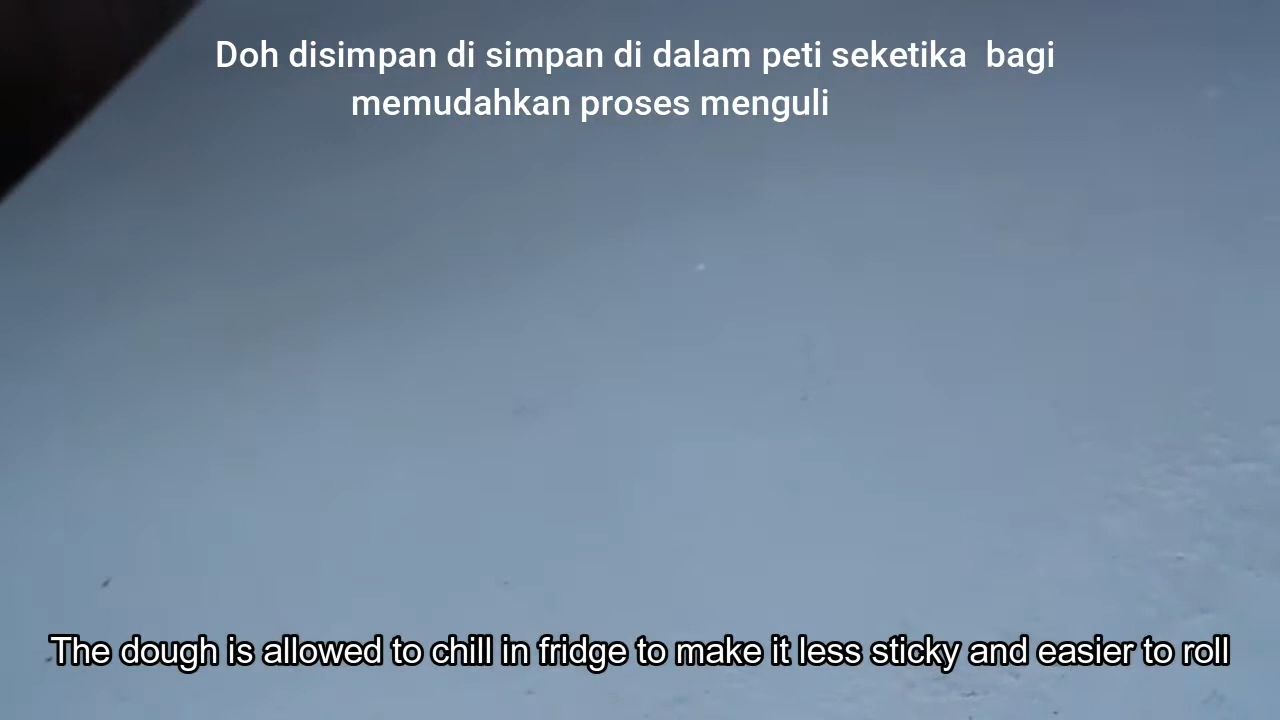 Doh disimpan di simpan di dalam peti seketika  bagi
memudahkan proses menguli
The dough is allowed to chill in fridge to make it less sticky and easier to roll